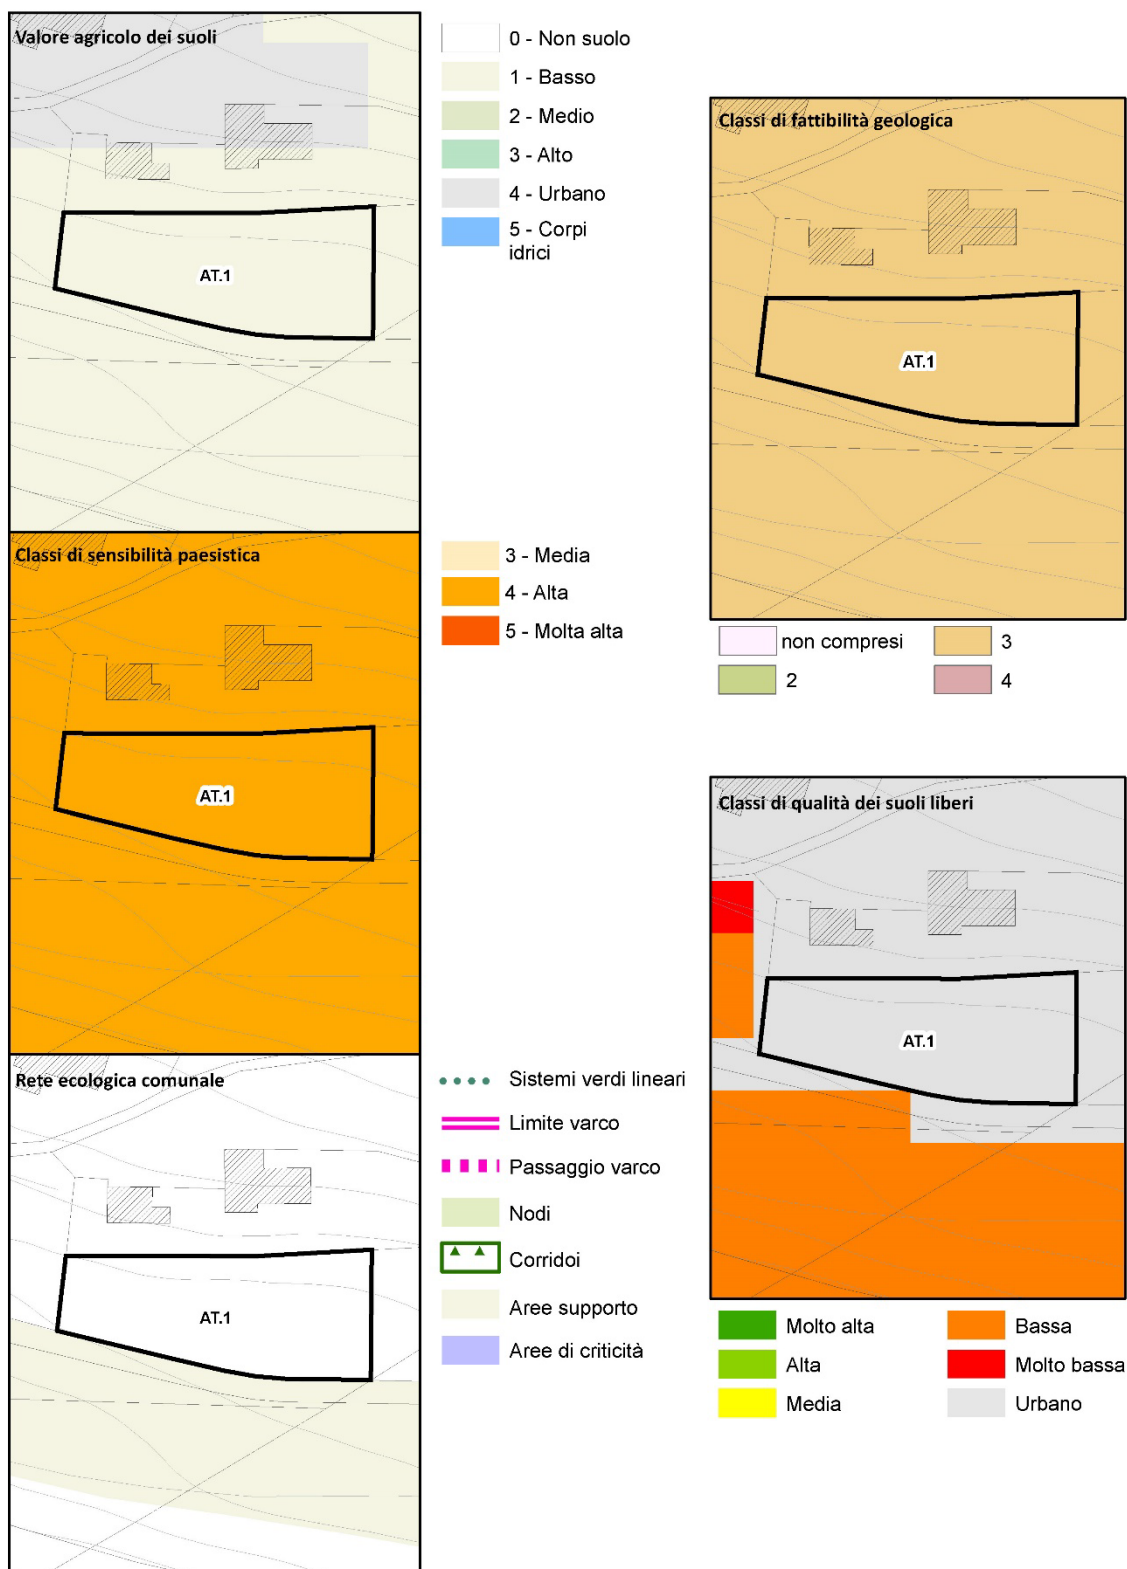 Valore agricolo dei suoli
AT.1
0 - Non suolo
1 - Basso
2 - Medio
3 - Alto
4 - Urbano
5 - Corpi
idrici
Classi di fattibilità geologica
AT.1
non compresi
3
2
4
Classi di sensibilità paesistica
AT.1
3 - Media
4 - Alta
5 - Molta alta
Classi di qualità dei suoli liberi
AT.1
Molto alta
Bassa
Alta
Molto bassa
Media
Urbano
Rete ecologica comunale
AT.1
Sistemi verdi lineari
Limite varco
Passaggio varco
Nodi
Corridoi
Aree supporto
Aree di criticità